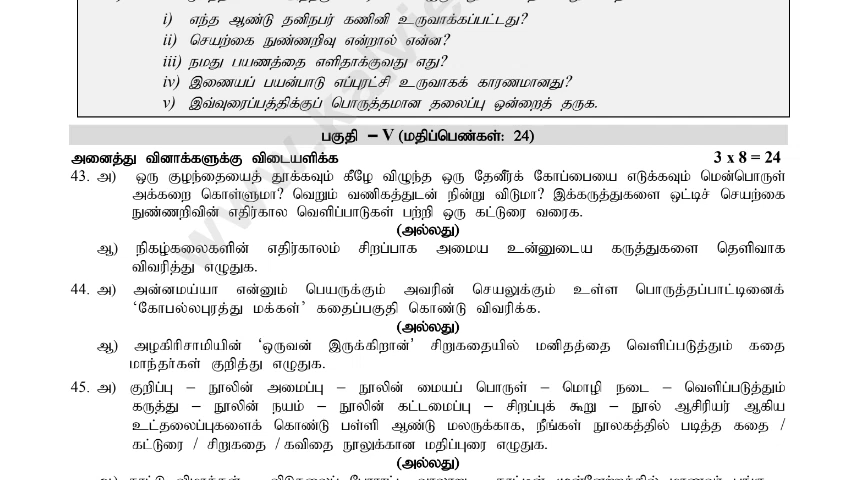 i) எந்த ஆண்டு தனிநபர் கணினி உருவாக்கப்பட்டது?
ii) செயற்கை நுண்ணறிவு என்றால் என்ன?
iii) நமது பயணத்தை எளிதாக்குவது எது?
iv) இணையப் பயன்பாடு எப்புரட்சி உருவாகக் காரணமானது?
v) இவ்வுரைப்பத்திக்குப் பொருத்தமான தலைப்பு ஒன்றைத் தருக.
பகுதி – V (மதிப்பெண்கள்: 24)
அனைத்து வினாக்களுக்கு விடையளிக்க 3 x 8 = 24
43. அ) ஒரு குழந்தையைத் தூக்கவும் கீழே விழுந்த ஒரு தேனீர்க் கோப்பையை எடுக்கவும் மென்பொருள்
அக்கறை கொள்ளுமா? வெறும் வணிகத்துடன் நின்று விடுமா? இக்கருத்துகளை ஒட்டிச் செயற்கை
நுண்ணறிவின் எதிர்கால வெளிப்பாடுகள் பற்றி ஒரு கட்டுரை வரைக.
(அல்லது)
ஆ) நிகழ்கலைகளின் எதிர்காலம் சிறப்பாக அமைய உன்னுடைய கருத்துகளை தெளிவாக
விவரித்து எழுதுக.
44. அ) அன்னமய்யா என்னும் பெயருக்கும் அவரின் செயலுக்கும் உள்ள பொருத்தப்பாட்டினைக்
‘கோபல்லபுரத்து மக்கள்’ கதைப்பகுதி கொண்டு விவரிக்க.
(அல்லது)
ஆ) அழகிரிசாமியின் ‘ஒருவன் இருக்கிறான்’ சிறுகதையில் மனிதத்தை வெளிப்படுத்தும் கதை
மாந்தர்கள் குறித்து எழுதுக.
45. அ) குறிப்பு – நூலின் அமைப்பு – நூலின் மையப் பொருள் – மொழி நடை – வெளிப்படுத்தும்
கருத்து – நூலின் நயம் – நூலின் கட்டமைப்பு – சிறப்புக் கூறு – நூல் ஆசிரியர் ஆகிய
உட்தலைப்புகளைக் கொண்டு பள்ளி ஆண்டு மலருக்காக, நீங்கள் நூலகத்தில் படித்த கதை /
கட்டுரை / சிறுகதை / கவிதை நூலுக்கான மதிப்புரை எழுதுக.
(அல்லது)